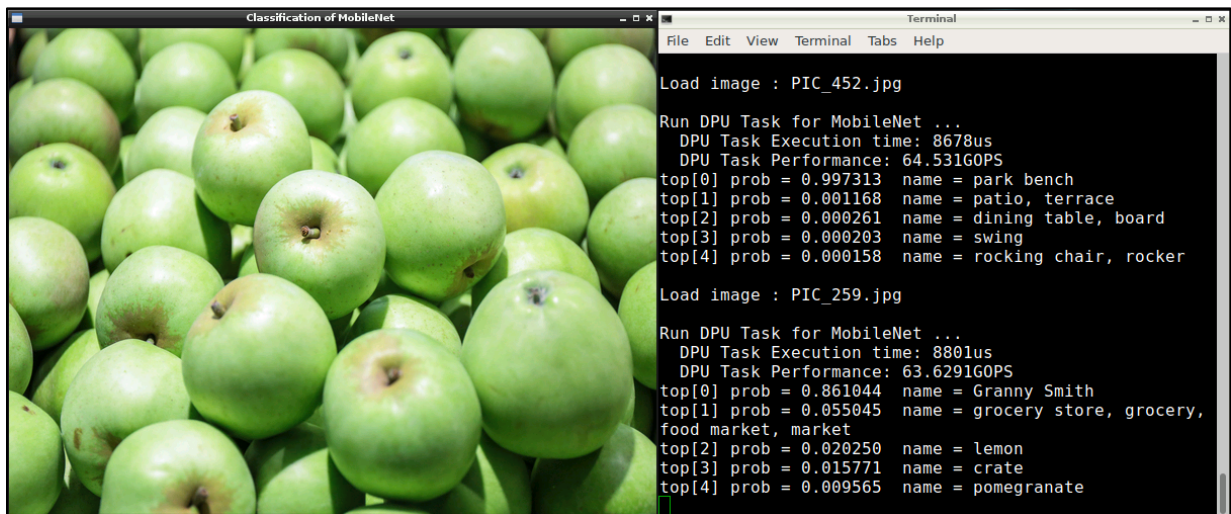 Classification of MobileNet
Terminal
File Edit View Terminal Tabs Help
Load image : PIC_452.jpg
Run DPU Task for MobileNet ...
DPU Task Execution time: 8678us
DPU Task Performance: 64.531GOPS
top[0] prob = 0.997313 name = park bench
top[1] prob = 0.001168 name = patio, terrace
top[2] prob = 0.000261 name = dining table, board
top[3] prob = 0.000203 name = swing
top[4] prob = 0.000158 name = rocking chair, rocker
Load image : PIC_259.jpg
Run DPU Task for MobileNet ...
DPU Task Execution time: 8801us
DPU Task Performance: 63.6291GOPS
top[0] prob = 0.861044 name = Granny Smith
top[1] prob = 0.055045 name = grocery store, grocery,
food market, market
top[2] prob = 0.020250 name = lemon
top[3] prob = 0.015771 name = crate
top[4] prob = 0.009565 name = pomegranate